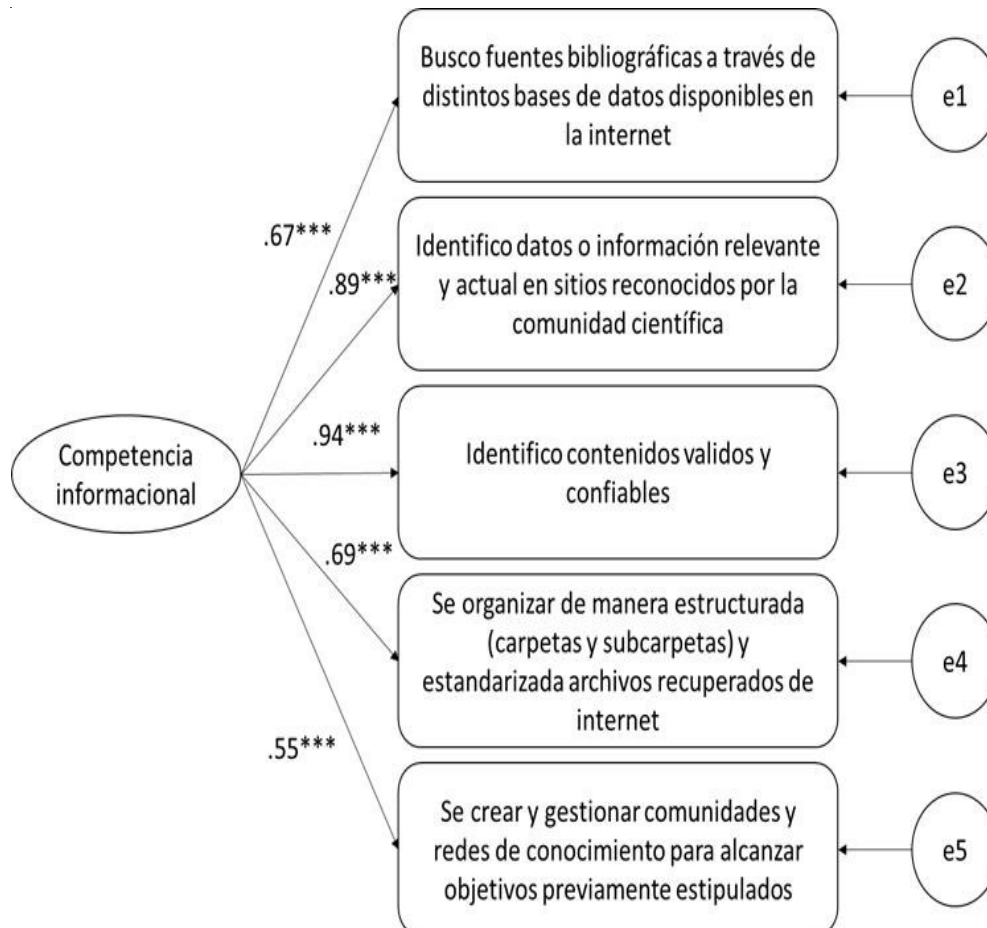 Busco fuentes bibliográficas a través de
distintos bases de datos disponibles en
la internet
e1
.67***
.89***
Identifico datos o información relevante
y actual en sitios reconocidos por la
comunidad científica
e2
Competencia
informacional
.94***
Identifico contenidos validos y
confiables
e3
.69***
Se organizar de manera estructurada
(carpetas y subcarpetas) y
estandarizada archivos recuperados de
internet
e4
.55***
Se crear y gestionar comunidades y
redes de conocimiento para alcanzar
objetivos previamente estipulados
e5